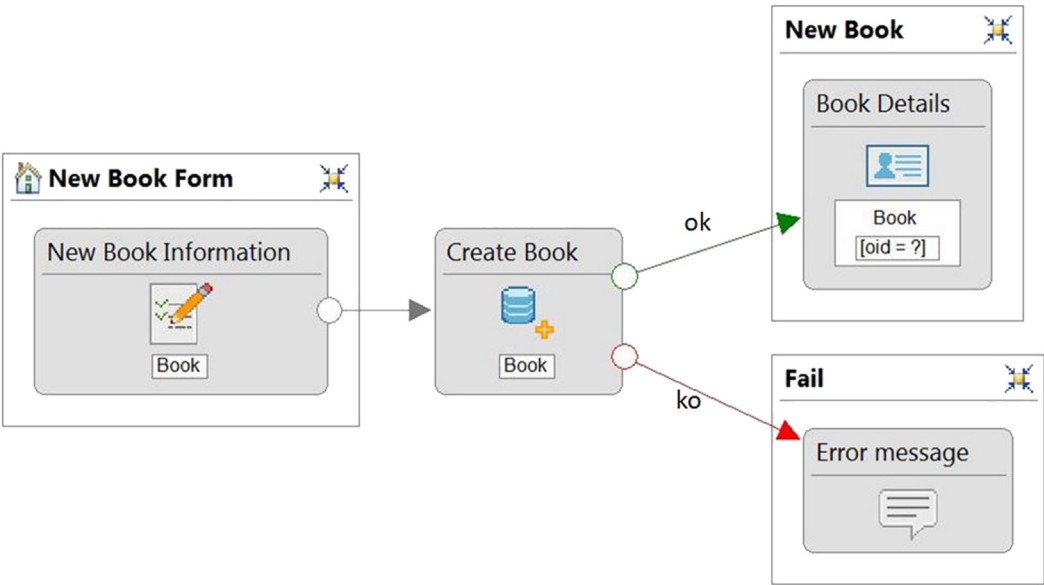 New Book Form
New Book Information
Book
Create Book
Book
ok
ko
New Book
Book Details
Book
[oid = ?]
Fail
Error message